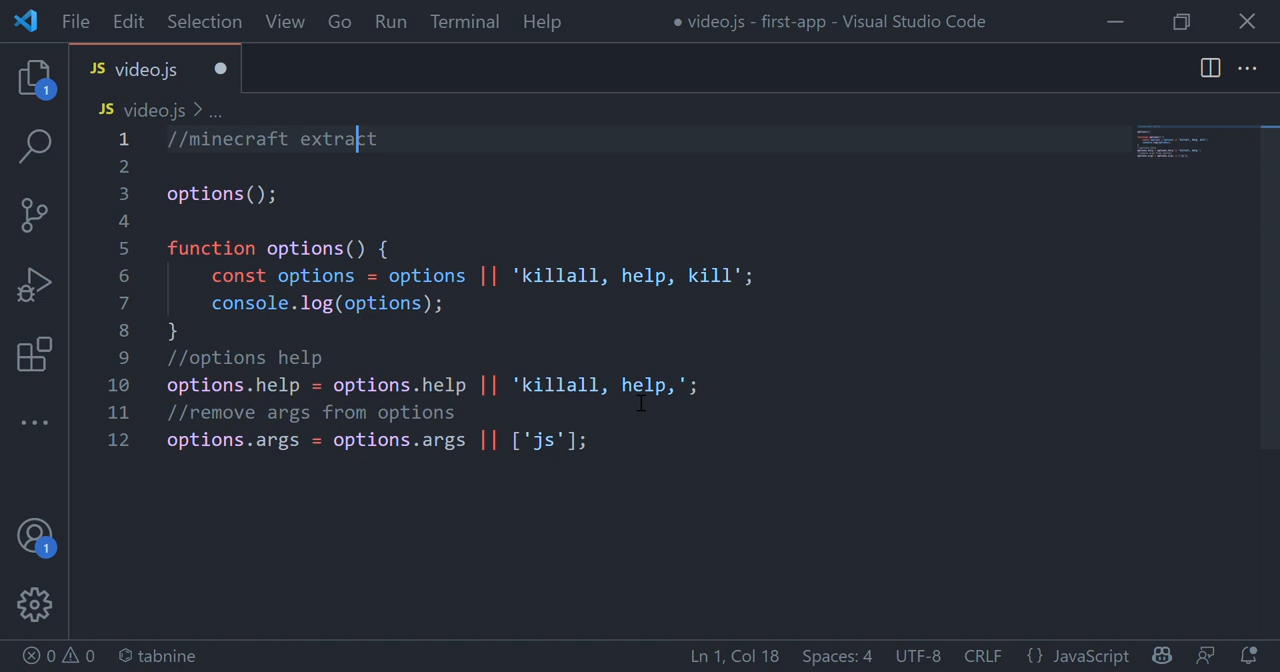 File Edit Selection View Go Run Terminal Help ● video.js - first-app - Visual Studio Code
JS video.js
1
JS video.js > ...
1 //minecraft extract
2
3 options();
4
5 function options() {
6 const options = options || 'killall, help, kill';
7 console.log(options);
8 }
9 //options help
10 options.help = options.help || 'killall, help,';
11 //remove args from options
12 options.args = options.args || ['js'];
1
0 0 tabnine Ln 1, Col 18 Spaces: 4 UTF-8 CRLF {} JavaScript